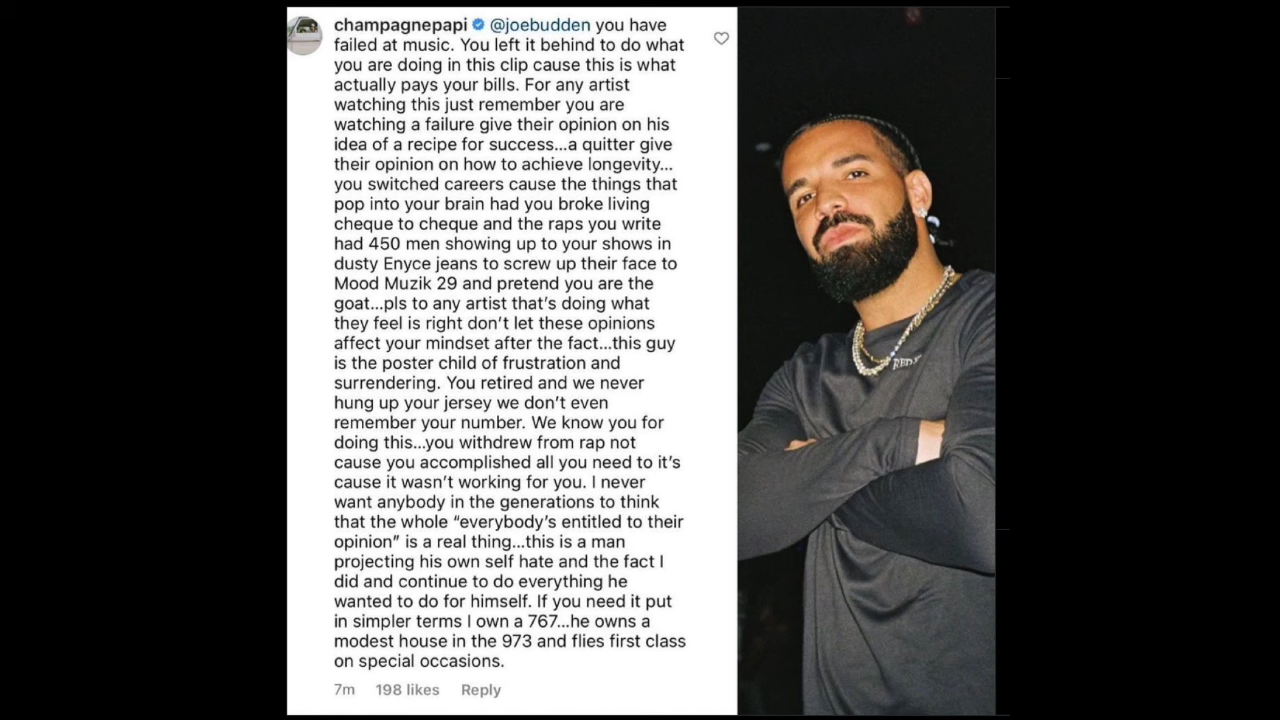 champagnepapi @joebudden you have
failed at music. You left it behind to do what
you are doing in this clip cause this is what
actually pays your bills. For any artist
watching this just remember you are
watching a failure give their opinion on his
idea of a recipe for success...a quitter give
their opinion on how to achieve longevity...
you switched careers cause the things that
pop into your brain had you broke living
cheque to cheque and the raps you write
had 450 men showing up to your shows in
dusty Enyce jeans to screw up their face to
Mood Muzik 29 and pretend you are the
goat...pls to any artist that's doing what
they feel is right don't let these opinions
affect your mindset after the fact...this guy
is the poster child of frustration and
surrendering. You retired and we never
hung up your jersey we don't even
remember your number. We know you for
doing this...you withdrew from rap not
cause you accomplished all you need to it's
cause it wasn't working for you. I never
want anybody in the generations to think
that the whole “everybody's entitled to their
opinion” is a real thing...this is a man
projecting his own self hate and the fact I
did and continue to do everything he
wanted to do for himself. If you need it put
in simpler terms I own a 767...he owns a
modest house in the 973 and flies first class
on special occasions.
7m 198 likes Reply